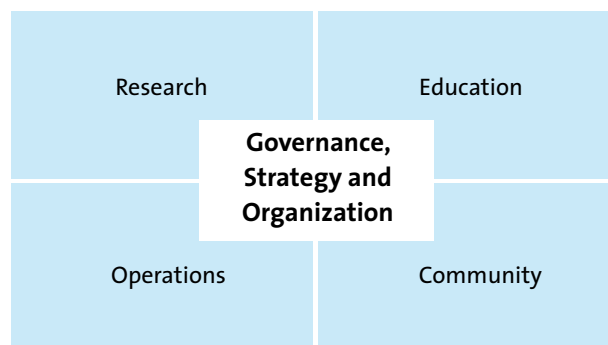 Research
Education
Governance,
Strategy and
Organization
Operations
Community